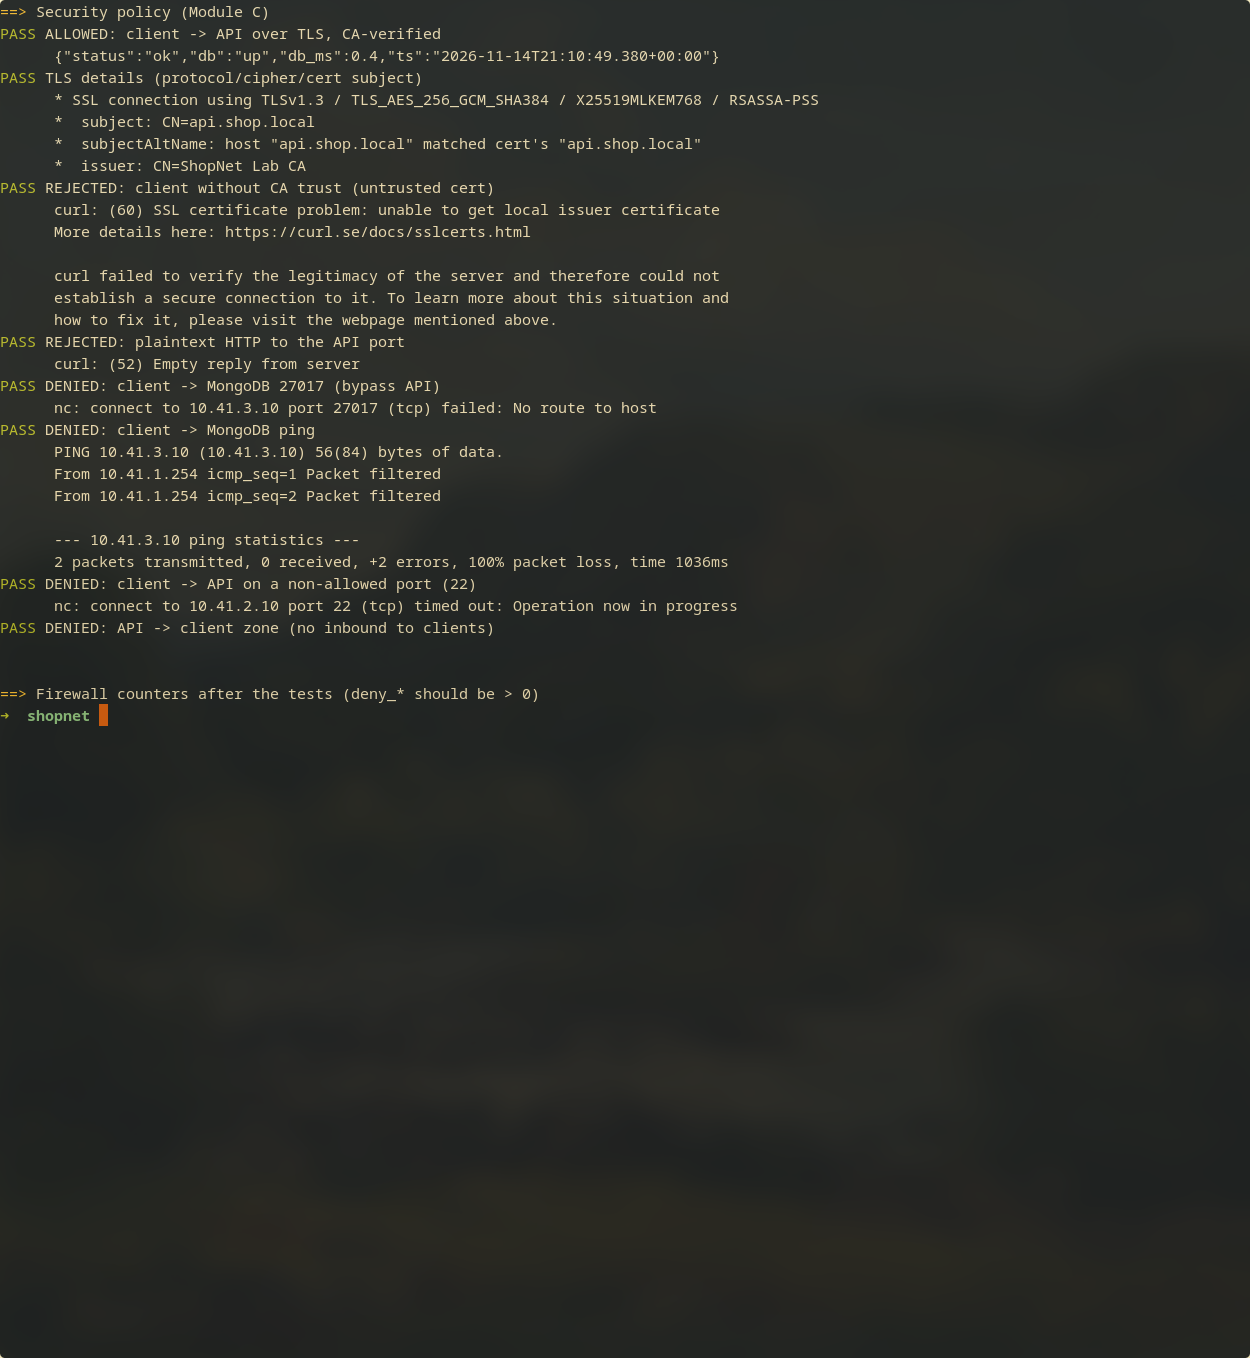 ==> Security policy (Module C)
PASS ALLOWED: client -> API over TLS, CA-verified
      {"status":"ok","db":"up","db_ms":0.4,"ts":"2026-11-14T21:10:49.380+00:00"}
PASS TLS details (protocol/cipher/cert subject)
      * SSL connection using TLSv1.3 / TLS_AES_256_GCM_SHA384 / X25519MLKEM768 / RSASSA-PSS
      *  subject: CN=api.shop.local
      *  subjectAltName: host "api.shop.local" matched cert's "api.shop.local"
      *  issuer: CN=ShopNet Lab CA
PASS REJECTED: client without CA trust (untrusted cert)
      curl: (60) SSL certificate problem: unable to get local issuer certificate
      More details here: https://curl.se/docs/sslcerts.html

      curl failed to verify the legitimacy of the server and therefore could not
      establish a secure connection to it. To learn more about this situation and
      how to fix it, please visit the webpage mentioned above.
PASS REJECTED: plaintext HTTP to the API port
      curl: (52) Empty reply from server
PASS DENIED: client -> MongoDB 27017 (bypass API)
      nc: connect to 10.41.3.10 port 27017 (tcp) failed: No route to host
PASS DENIED: client -> MongoDB ping
      PING 10.41.3.10 (10.41.3.10) 56(84) bytes of data.
      From 10.41.1.254 icmp_seq=1 Packet filtered
      From 10.41.1.254 icmp_seq=2 Packet filtered

      --- 10.41.3.10 ping statistics ---
      2 packets transmitted, 0 received, +2 errors, 100% packet loss, time 1036ms
PASS DENIED: client -> API on a non-allowed port (22)
      nc: connect to 10.41.2.10 port 22 (tcp) timed out: Operation now in progress
PASS DENIED: API -> client zone (no inbound to clients)

==> Firewall counters after the tests (deny_* should be > 0)
➜  shopnet